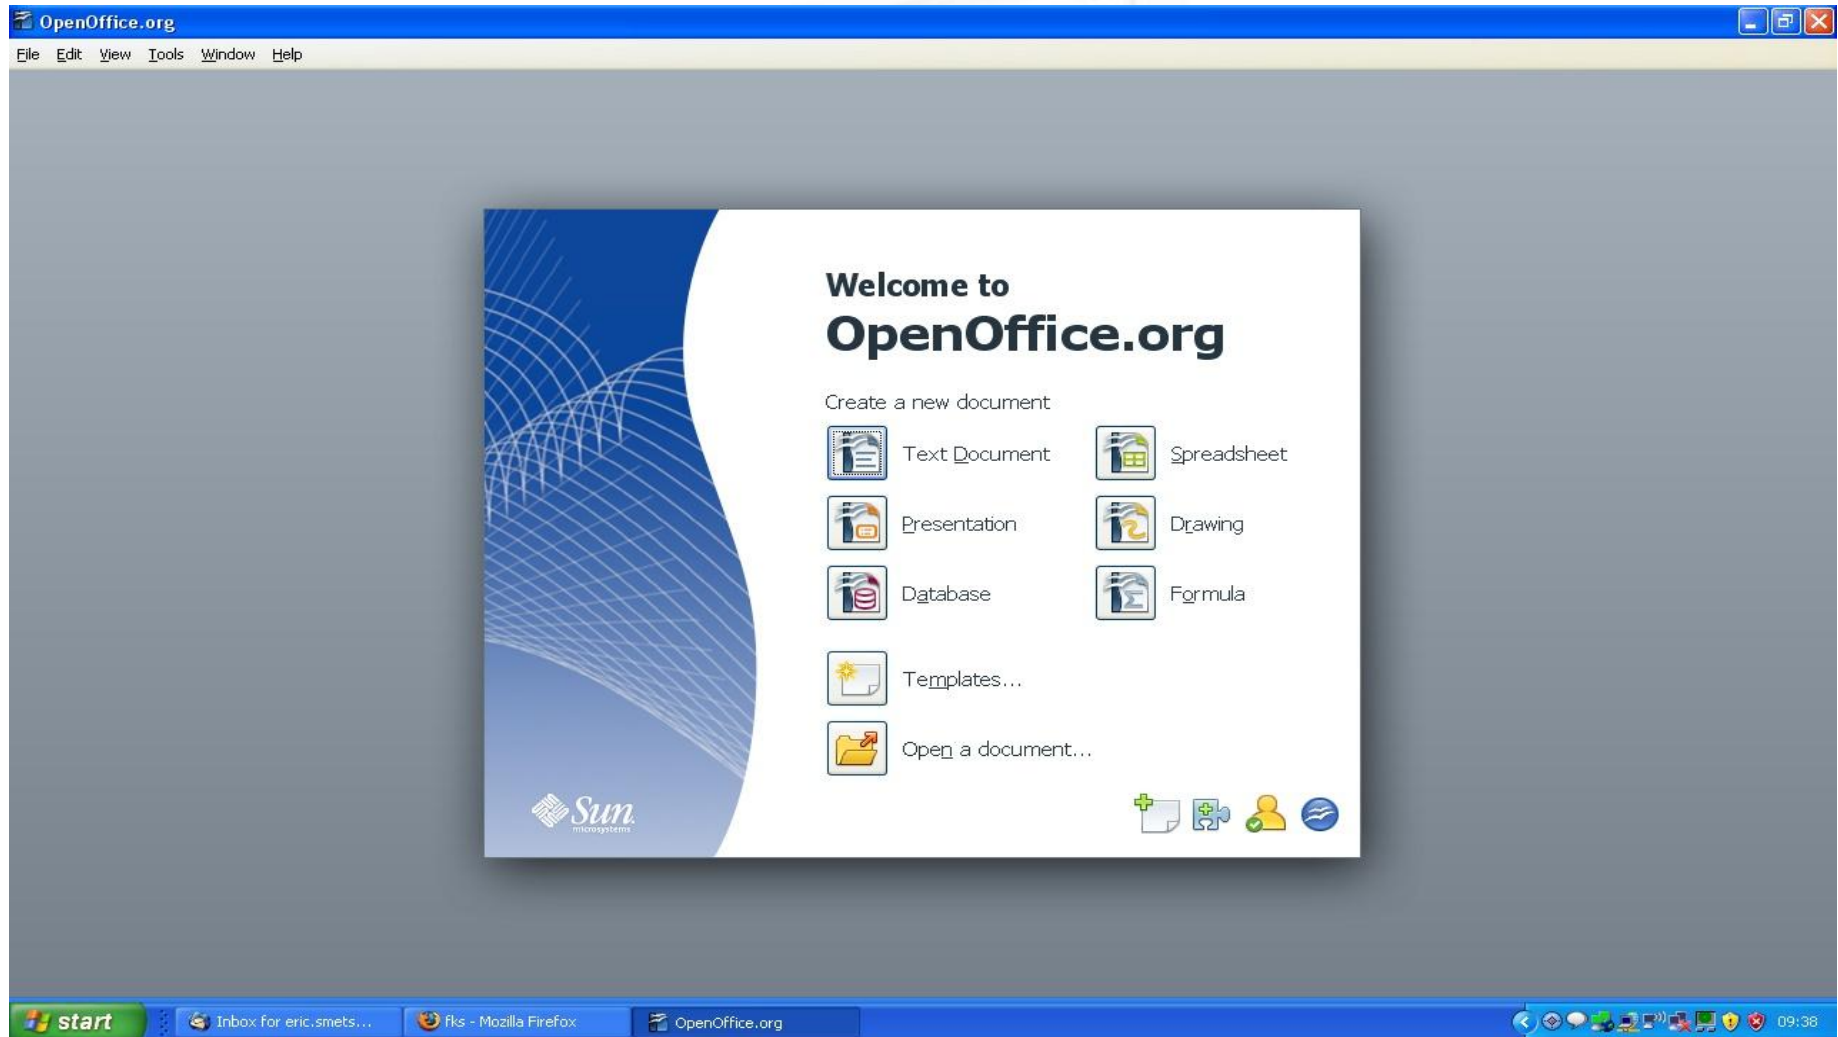 OpenOffice.org
File Edit View Tools Window Help
Welcome to
OpenOffice.org
Create a new document
Text Document Spreadsheet
Presentation Drawing
Database Formula
Templates...
Open a document...
Sun
microsystems
start Inbox for eric.smets... fks - Mozilla Firefox OpenOffice.org 09:38